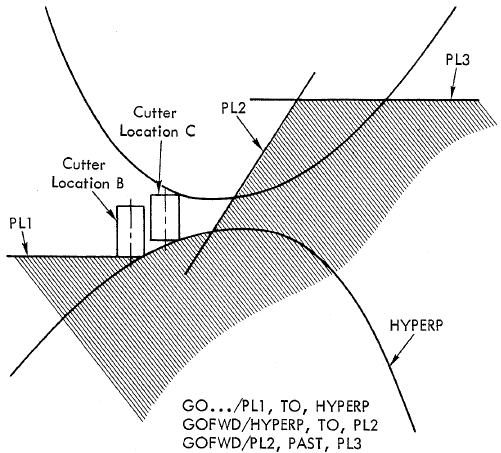 PL3
PL2
Cutter
Location C
Cutter
Location B
PL1
HYPERP
GO.../PL1, TO, HYPERP
GOFWD/HYPERP, TO, PL2
GOFWD/PL2, PAST, PL3